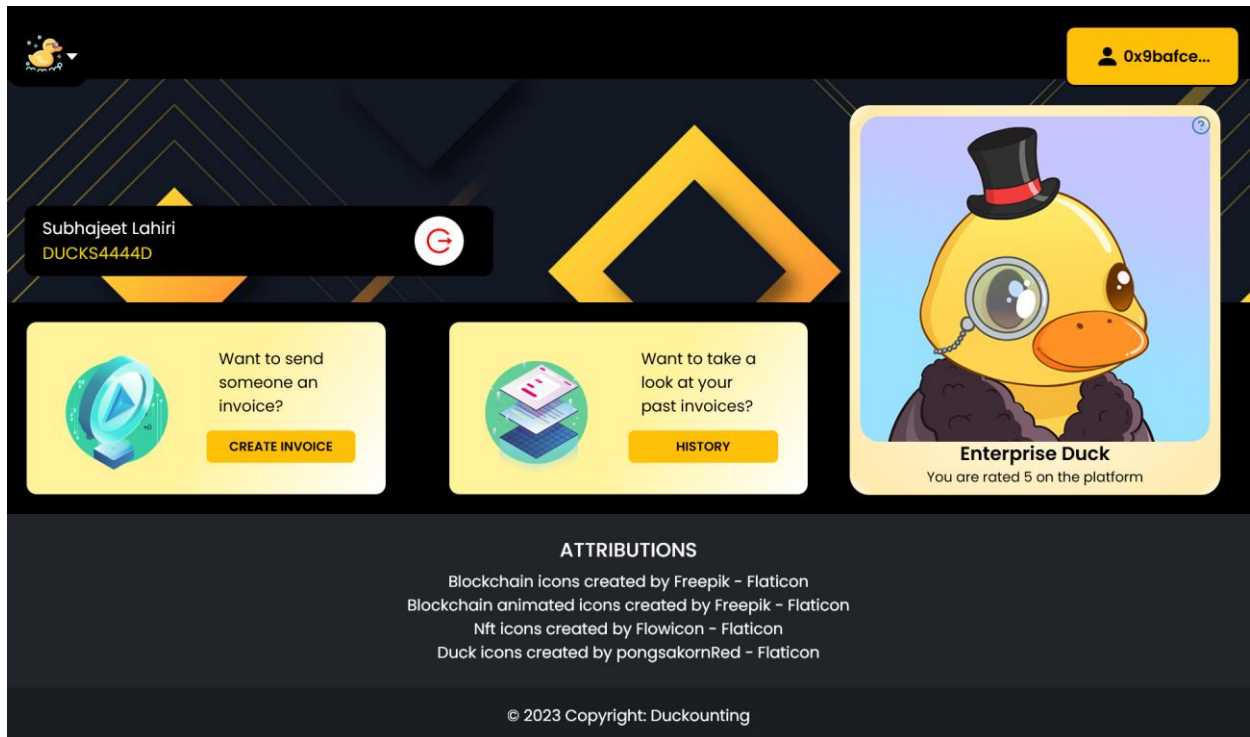 0x9bafce...
Subhajeet Lahiri
DUCKS4444D
Want to send
someone an
invoice?
CREATE INVOICE
Want to take a
look at your
past invoices?
HISTORY
Enterprise Duck
You are rated 5 on the platform
ATTRIBUTIONS
Blockchain icons created by Freepik - Flaticon
Blockchain animated icons created by Freepik - Flaticon
Nft icons created by Flowicon - Flaticon
Duck icons created by pongsakornRed - Flaticon
© 2023 Copyright: Duckounting